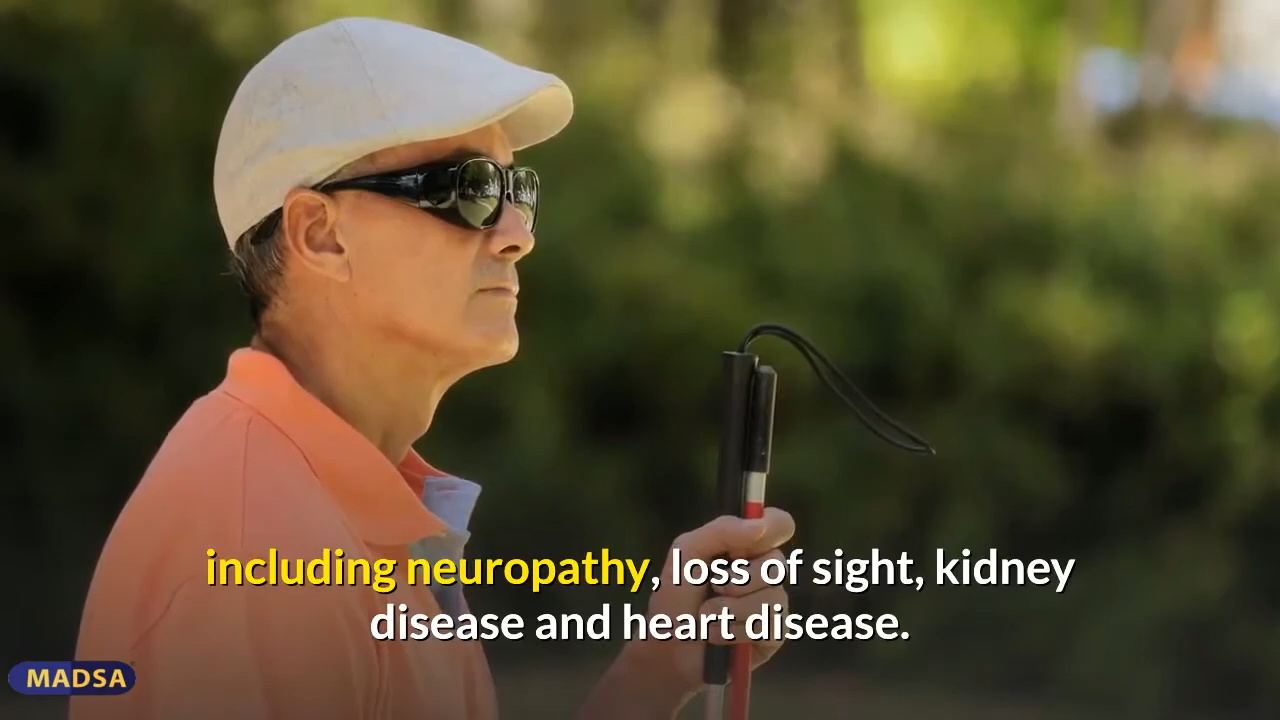 including neuropathy, loss of sight, kidney
disease and heart disease.
MADSA